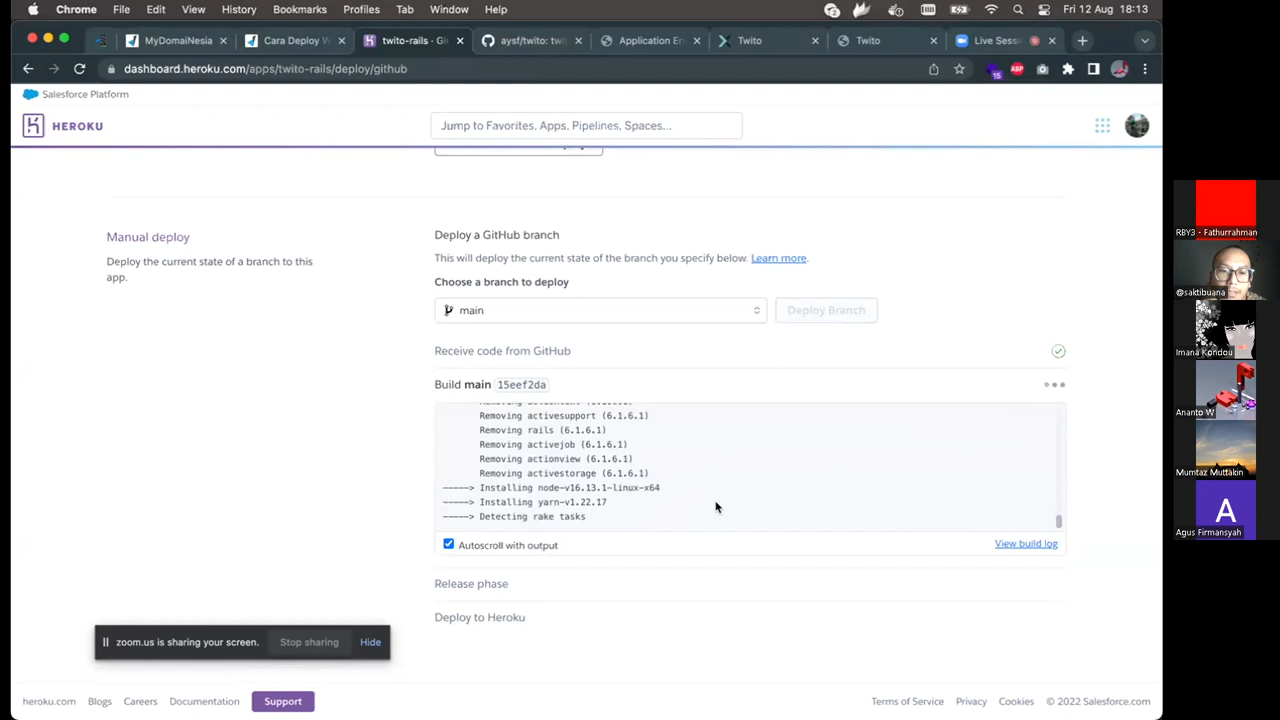 Chrome File Edit View History Bookmarks Profiles Tab Window Help Fri 12 Aug 18:13
MyDomaiNesia Cara Deploy W twito-rails · Gi aysf/twito: twi Application Er Twito Twito Live Sess
dashboard.heroku.com/apps/twito-rails/deploy/github
15 ABP
Salesforce Platform
HEROKU
Jump to Favorites, Apps, Pipelines, Spaces...
Manual deploy
Deploy the current state of a branch to this
app.
Deploy a GitHub branch
This will deploy the current state of the branch you specify below. Learn more.
Choose a branch to deploy
main
Deploy Branch
Receive code from GitHub
Build main 15eef2da
Removing activesupport (6.1.6.1)
Removing rails (6.1.6.1)
Removing activejob (6.1.6.1)
Removing actionview (6.1.6.1)
Removing activestorage (6.1.6.1)
-----> Installing node-v16.13.1-linux-x64
-----> Installing yarn-v1.22.17
-----> Detecting rake tasks
Autoscroll with output
View build log
Release phase
Deploy to Heroku
zoom.us is sharing your screen. Stop sharing Hide
heroku.com Blogs Careers Documentation Support
Terms of Service Privacy Cookies © 2022 Salesforce.com
RBY3 - Fathurrahman
@saktibuana
Imana Kondou
Ananto W
Mumtaz Muttakin
A
Agus Firmansyah